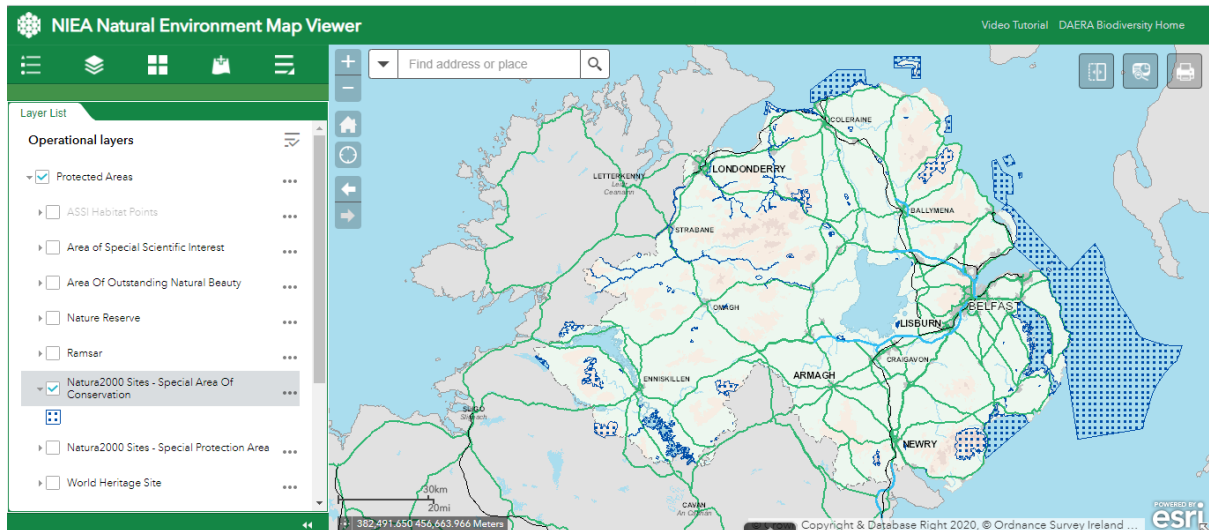 NIEA Natural Environment Map Viewer
Video Tutorial DAERA Biodiversity Home
Layer List
Operational layers
Protected Areas
ASSI Habitat Points
Area of Special Scientific Interest
Area Of Outstanding Natural Beauty
Nature Reserve
Ramsar
Natura2000 Sites - Special Area Of
Conservation
Natura2000 Sites - Special Protection Area
World Heritage Site
Find address or place
COLERAINE
LONDONDERRY
LETTERKENNY
Ceanann
BALLYMENA
STRABANE
OMAGH
BELFAST
LISBURN
CRAIGAVON
ARMAGH
ENNISKILLEN
SLIGO
NEWRY
CAVAN
An Cabhán
30km
20mi
382,491.650 456,663.966 Meters
Copyright & Database Right 2020, © Ordnance Survey Ireland ...
POWERED BY
esri